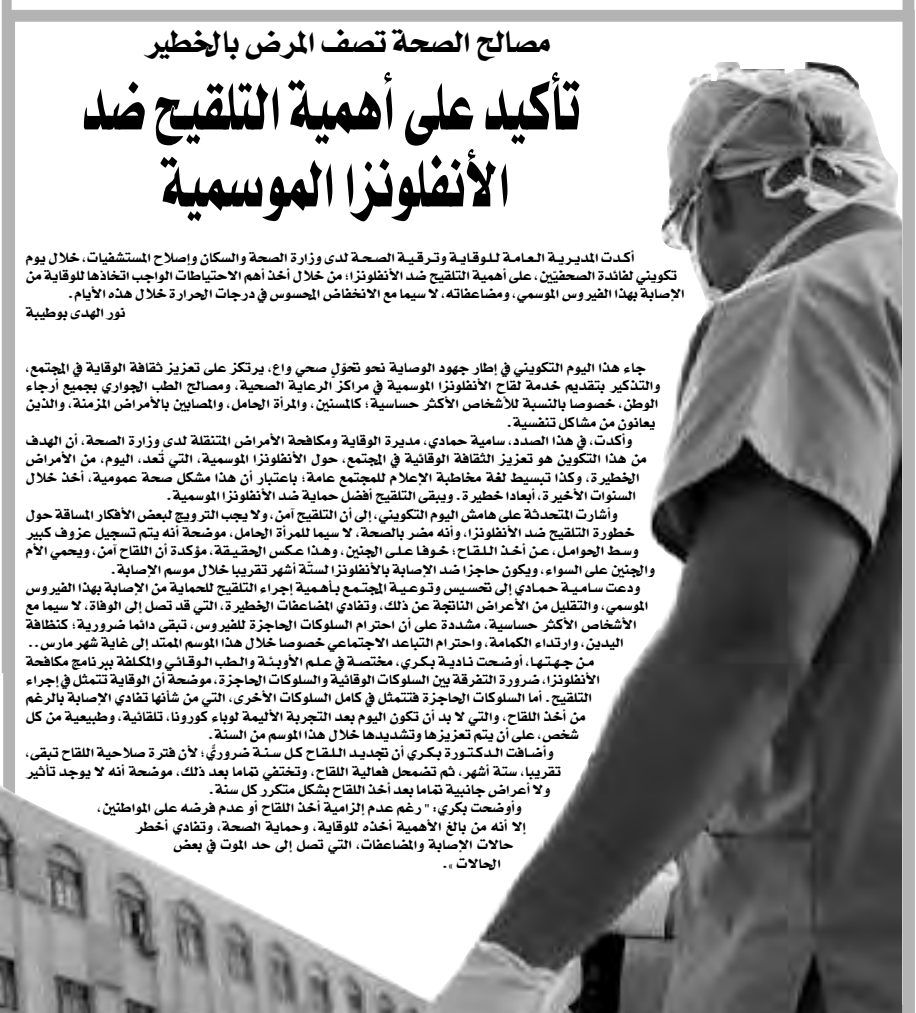 مصالح الصحة تصف المرض بالخطير
تأكيد على أهمية التلقيح ضد
الأنفلونزا الموسمية
أكدت المديرية العامة للوقاية وترقية الصحة لدى وزارة الصحة والسكان وإصلاح المستشفيات، خلال يوم
تكويني لفائدة الصحفيّين، على أهمية التلقيح ضد الأنفلونزا؛ من خلال أخذ أهم الاحتياطات الواجب اتخاذها للوقاية من
الإصابة بهذا الفيروس الموسمي، ومضاعفاته، لا سيما مع الانخفاض المحسوس في درجات الحرارة خلال هذه الأيام.
نور الهدى بوطيبة
جاء هذا اليوم التكويني في إطار جهود الوصاية نحو تحوّل صحي واع، يرتكز على تعزيز ثقافة الوقاية في المجتمع،
والتذكير بتقديم خدمة لقاح الأنفلونزا الموسمية في مراكز الرعاية الصحية، ومصالح الطب الجواري بجميع أرجاء
الوطن، خصوصا بالنسبة للأشخاص الأكثر حساسية؛ كالمسنين، والمرأة الحامل، والمصابين بالأمراض المزمنة، والذين
يعانون من مشاكل تنفسية.
وأكدت، في هذا الصدد، سامية حمادي، مديرة الوقاية ومكافحة الأمراض المتنقلة لدى وزارة الصحة، أن الهدف
من هذا التكوين هو تعزيز الثقافة الوقائية في المجتمع، حول الأنفلونزا الموسمية، التي تُعد، اليوم، من الأمراض
الخطيرة، وكذا تبسيط لغة مخاطبة الإعلام للمجتمع عامة؛ باعتبار أن هذا مشكل صحة عمومية، أخذ خلال
السنوات الأخيرة، أبعادا خطيرة. ويبقى التلقيح أفضل حماية ضد الأنفلونزا الموسمية.
وأشارت المتحدثة على هامش اليوم التكويني، إلى أن التلقيح آمن، ولا يجب الترويج لبعض الأفكار المساقة حول
خطورة التلقيح ضد الأنفلونزا، وأنه مضر بالصحة، لا سيما للمرأة الحامل، موضحة أنه يتم تسجيل عزوف كبير
وسط الحوامل، عن أخذ اللقاح؛ خوفا على الجنين، وهذا عكس الحقيقة، مؤكدة أن اللقاح آمن، ويحمي الأم
والجنين على السواء، ويكون حاجزا ضد الإصابة بالأنفلونزا لستّة أشهر تقريبا خلال موسم الإصابة.
ودعت سامية حمادي إلى تحسيس وتوعية المجتمع بأهمية إجراء التلقيح للحماية من الإصابة بهذا الفيروس
الموسمي، والتقليل من الأعراض الناتجة عن ذلك، وتفادي المضاعفات الخطيرة، التي قد تصل إلى الوفاة، لا سيما مع
الأشخاص الأكثر حساسية، مشددة على أن احترام السلوكات الحاجزة للفيروس، تبقى دائما ضرورية؛ كنظافة
اليدين، وارتداء الكمامة، واحترام التباعد الاجتماعي خصوصا خلال هذا الموسم الممتد إلى غاية شهر مارس..
من جهتها، أوضحت نادية بكري، مختصة في علم الأوبئة والطب الوقائي والمكلفة ببرنامج مكافحة
الأنفلونزا، ضرورة التفرقة بين السلوكات الوقائية والسلوكات الحاجزة، موضحة أن الوقاية تتمثل في إجراء
التلقيح. أما السلوكات الحاجزة فتتمثل في كامل السلوكات الأخرى، التي من شأنها تفادي الإصابة بالرغم
من أخذ اللقاح، والتي لا بد أن تكون اليوم بعد التجربة الأليمة لوباء كورونا، تلقائية، وطبيعية من كل
شخص، على أن يتم تعزيزها وتشديدها خلال هذا الموسم من السنة.
وأضافت الدكتورة بكري أن تجديد اللقاح كل سنة ضروريٌّ؛ لأن فترة صلاحية اللقاح تبقى،
تقريبا، ستة أشهر، ثم تضمحل فعالية اللقاح، وتختفي تماما بعد ذلك، موضحة أنه لا يوجد تأثير
ولا أعراض جانبية تماما بعد أخذ اللقاح بشكل متكرر كل سنة.
وأوضحت بكري: "رغم عدم إلزامية أخذ اللقاح أو عدم فرضه على المواطنين،
إلا أنه من بالغ الأهمية أخذه للوقاية، وحماية الصحة، وتفادي أخطر
حالات الإصابة والمضاعفات، التي تصل إلى حد الموت في بعض
الحالات».